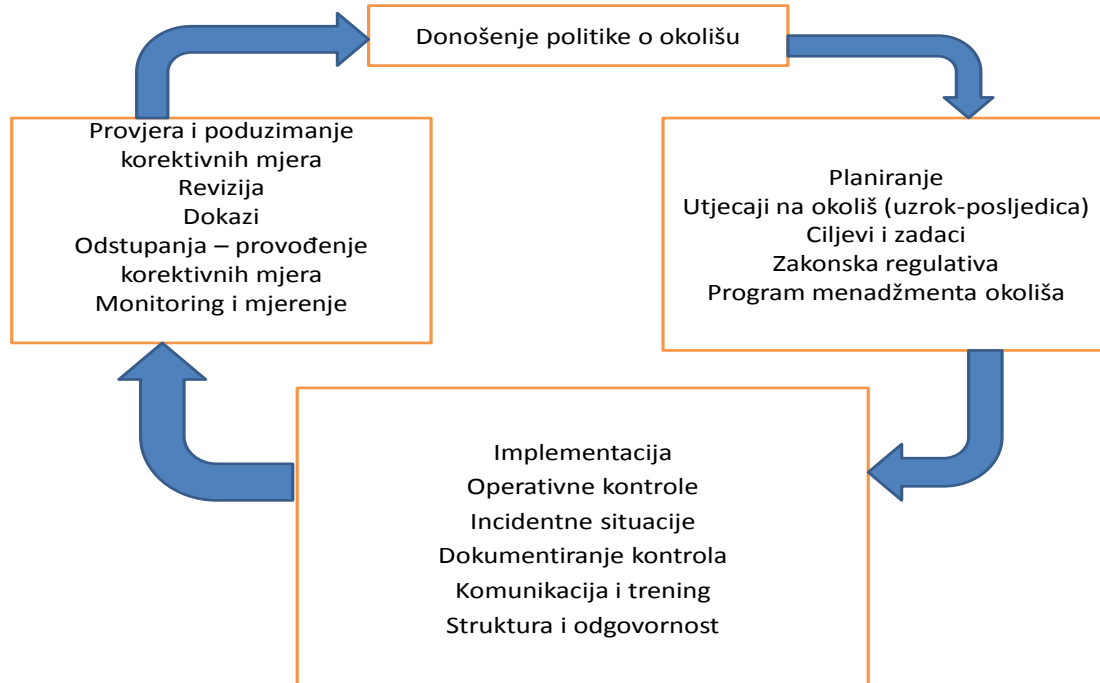 Donošenje politike o okolišu
Provjera i poduzimanje
korektivnih mjera
Revizija
Dokazi
Odstupanja – provođenje
korektivnih mjera
Monitoring i mjerenje
Planiranje
Utjecaji na okoliš (uzrok-posljedica)
Ciljevi i zadaci
Zakonska regulativa
Program menadžmenta okoliša
Implementacija
Operativne kontrole
Incidentne situacije
Dokumentiranje kontrola
Komunikacija i trening
Struktura i odgovornost